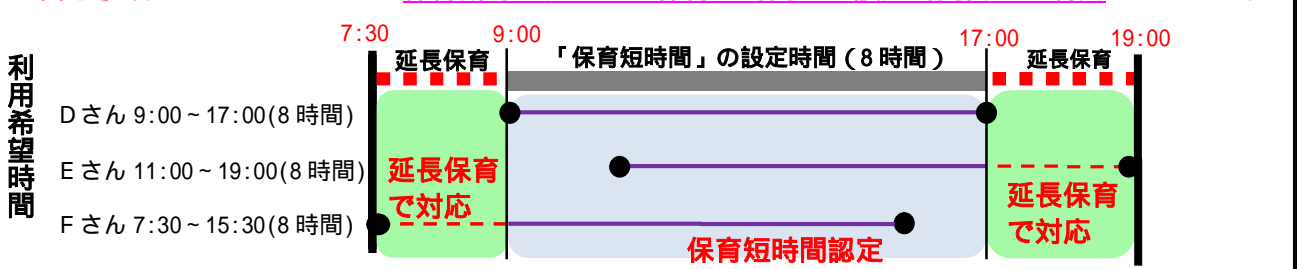 7:30
9:00
17:00
19:00
延長保育
「保育短時間」の設定時間(8時間)
延長保育
利用希望時間
Dさん 9:00~17:00(8時間)
Eさん 11:00~19:00(8時間)
Fさん 7:30~15:30(8時間)
延長保育
で対応
延長保育
で対応
保育短時間認定